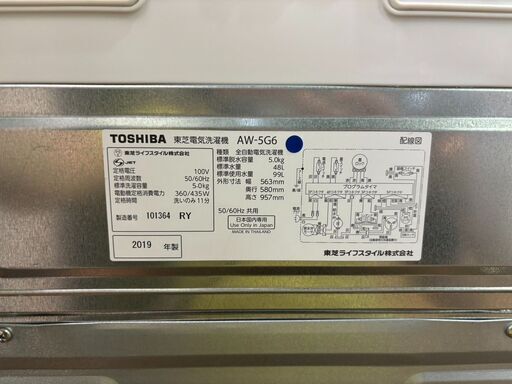 TOSHIBA 東芝電気洗濯機 AW-5G6
東芝ライフスタイル株式会社
JET
定格電圧 100V
定格周波数 50/60Hz
標準洗濯容量 5.0kg
電動機定格消費電力 360/435W
定格時間 洗いのみ11分
製造番号 101364 RY
2019 年製
種類 全自動電気洗濯機
標準脱水容量 5.0kg
標準水量 48L
標準使用水量 99L
外形寸法 幅 563mm
奥行 580mm
高さ 957mm
50/60Hz 共用
日本国内専用
Use Only in Japan
MADE IN THAILAND
配線図
プログラムタイマ
東芝ライフスタイル株式会社